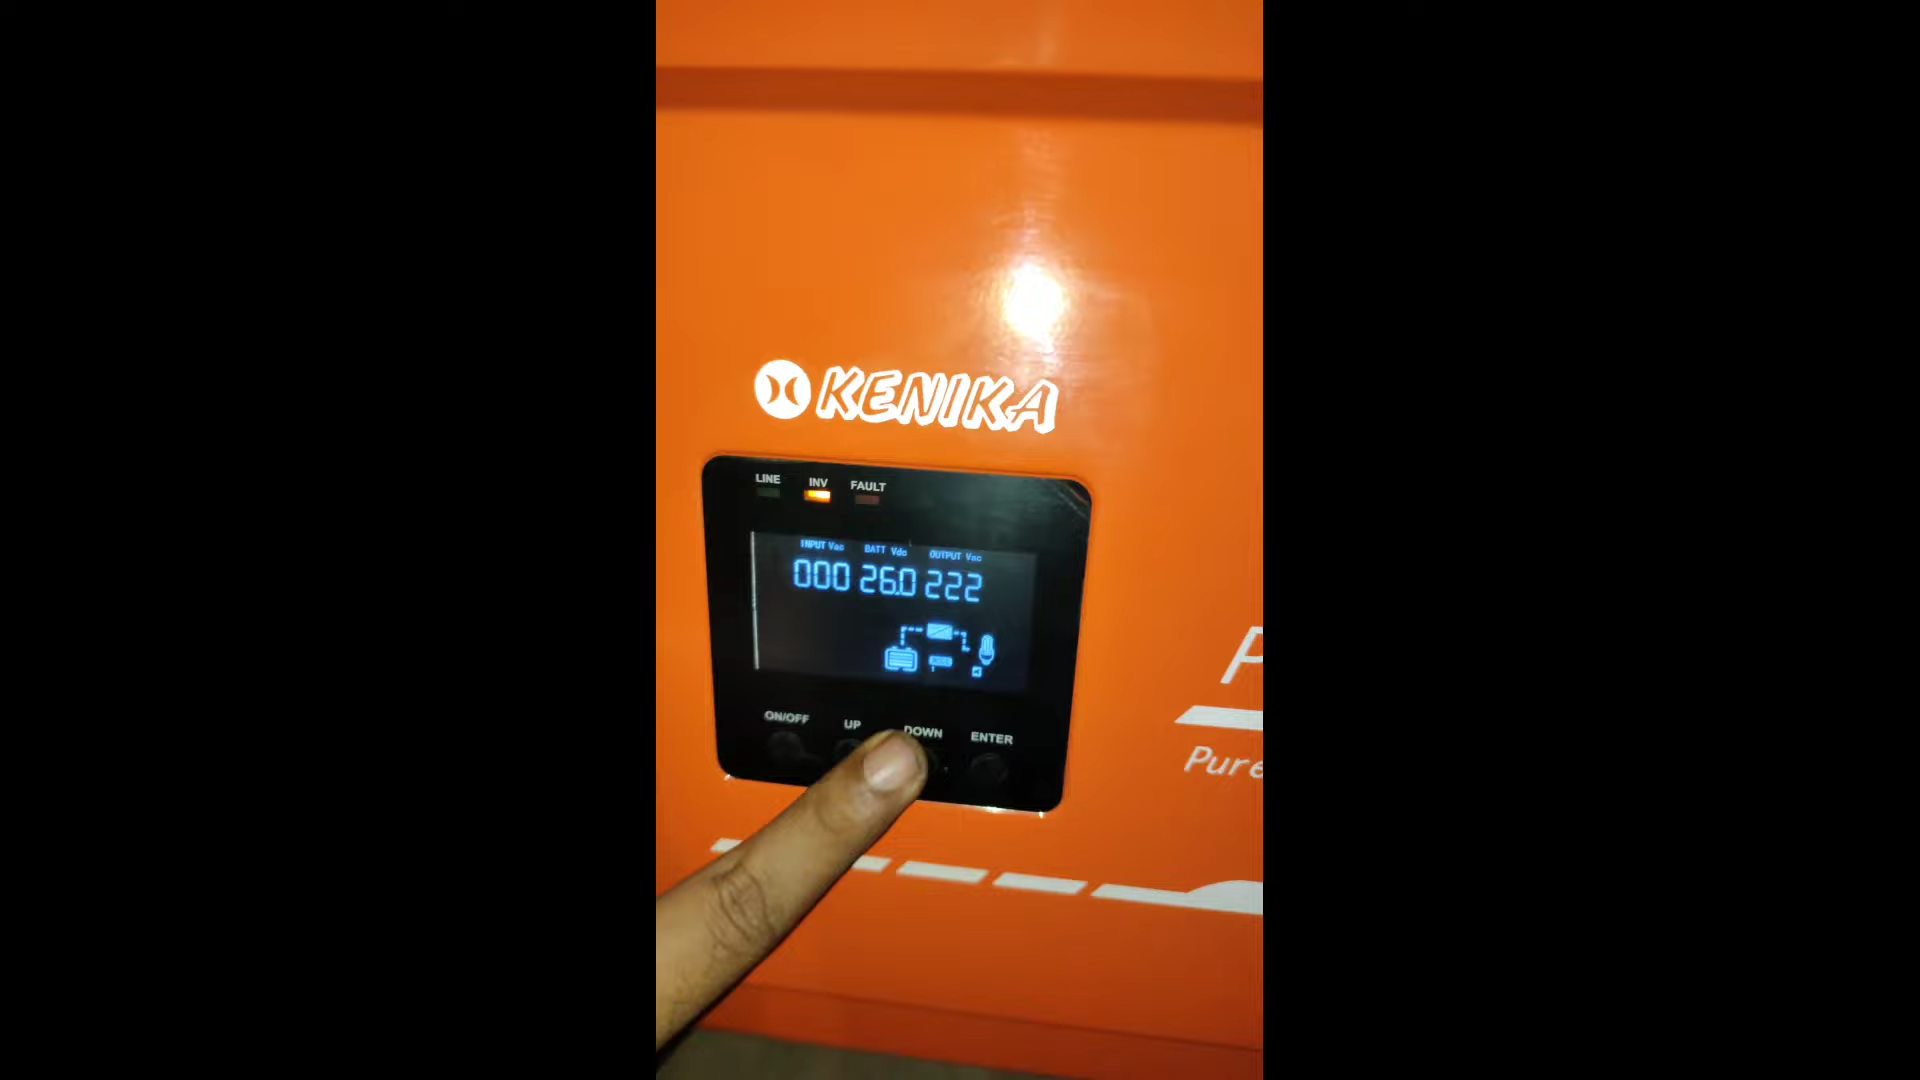 KENIKA
LINE INV FAULT
INPUT Vac BATT Vdc OUTPUT Vac
000 26.0 222
ON/OFF UP DOWN ENTER
P
Pure